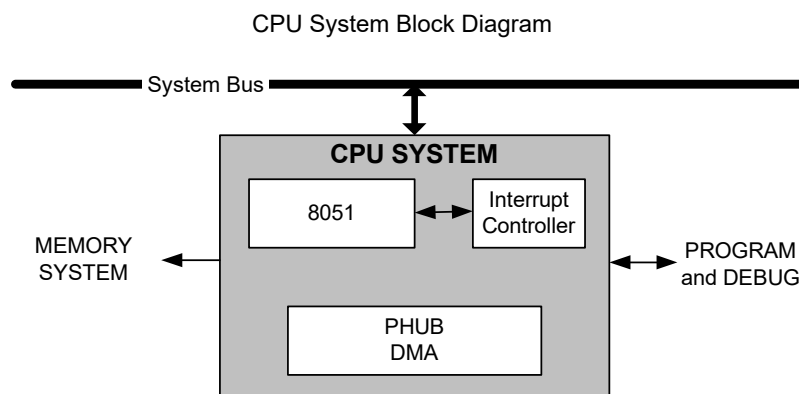 CPU System Block Diagram
System Bus
CPU SYSTEM
8051
Interrupt
Controller
MEMORY
SYSTEM
PROGRAM
and DEBUG
PHUB
DMA